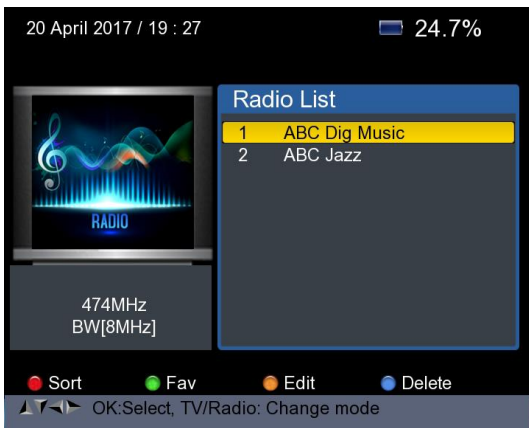 20 April 2017 / 19 : 27
24.7%
Radio List
1 ABC Dig Music
2 ABC Jazz
RADIO
474MHz
BW[8MHz]
Sort Fav Edit Delete
OK:Select, TV/Radio: Change mode